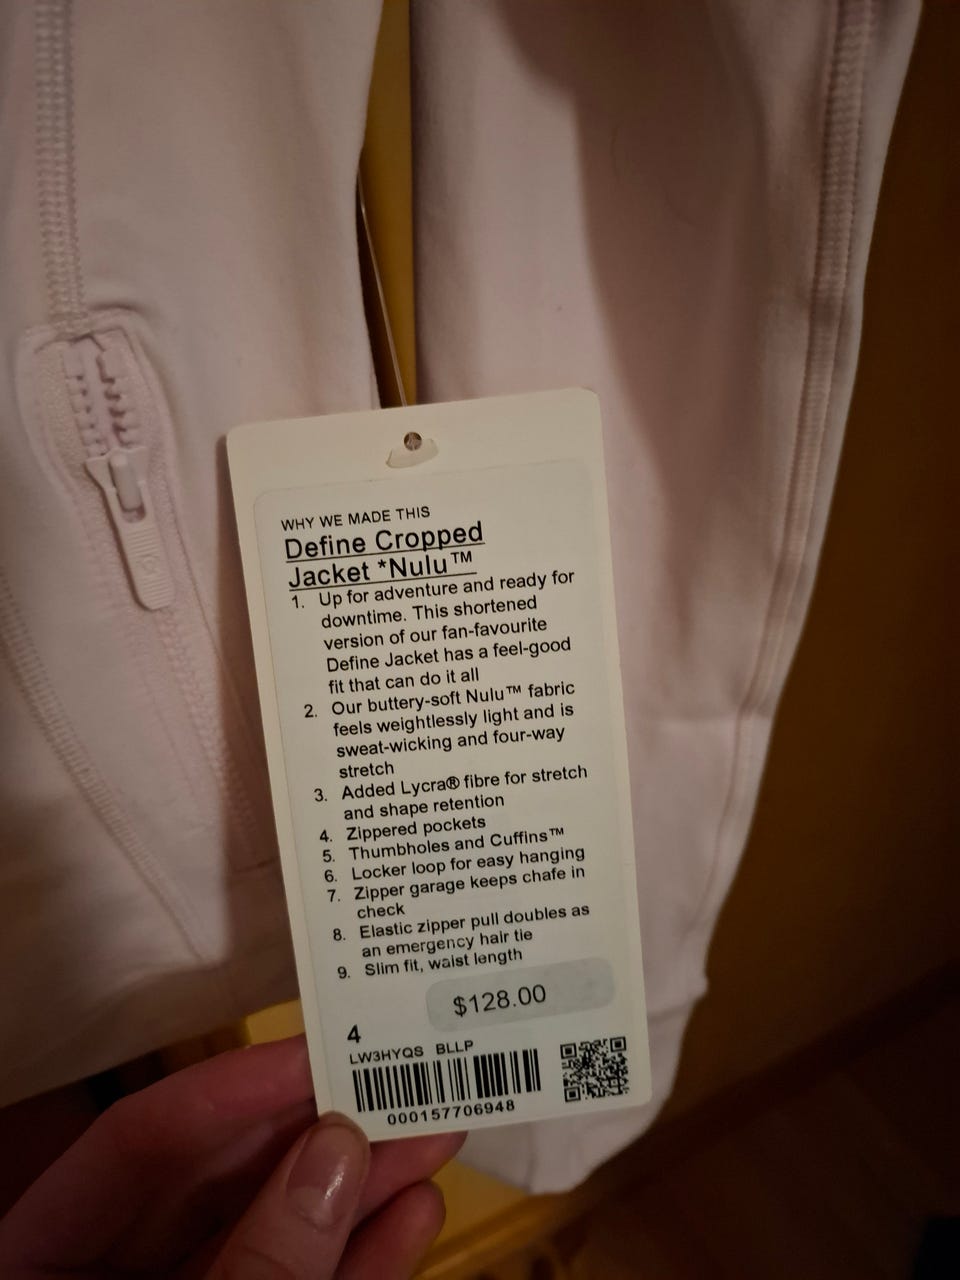 WHY WE MADE THIS
Define Cropped
Jacket *Nulu™
1. Up for adventure and ready for
downtime. This shortened
version of our fan-favourite
Define Jacket has a feel-good
fit that can do it all
2. Our buttery-soft Nulu™ fabric
feels weightlessly light and is
sweat-wicking and four-way
stretch
3. Added Lycra® fibre for stretch
and shape retention
4. Zippered pockets
5. Thumbholes and Cuffins™
6. Locker loop for easy hanging
7. Zipper garage keeps chafe in
check
8. Elastic zipper pull doubles as
an emergency hair tie
9. Slim fit, waist length
$128.00
4
LW3HYQS BLLP
000157706948